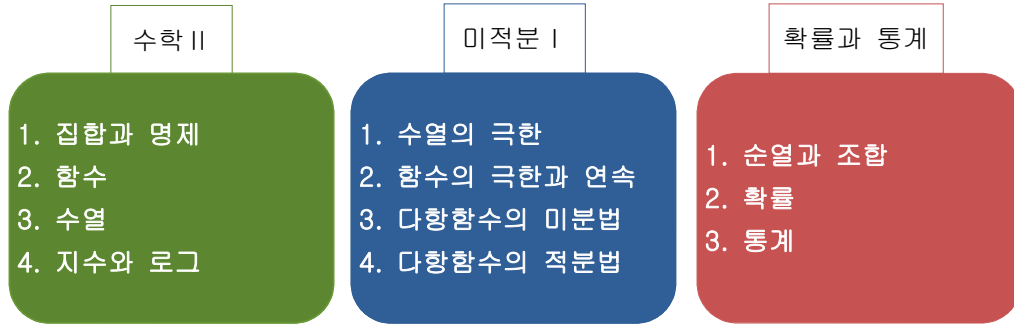 수학Ⅱ
1. 집합과 명제
2. 함수
3. 수열
4. 지수와 로그
미적분Ⅰ
1. 수열의 극한
2. 함수의 극한과 연속
3. 다항함수의 미분법
4. 다항함수의 적분법
확률과 통계
1. 순열과 조합
2. 확률
3. 통계